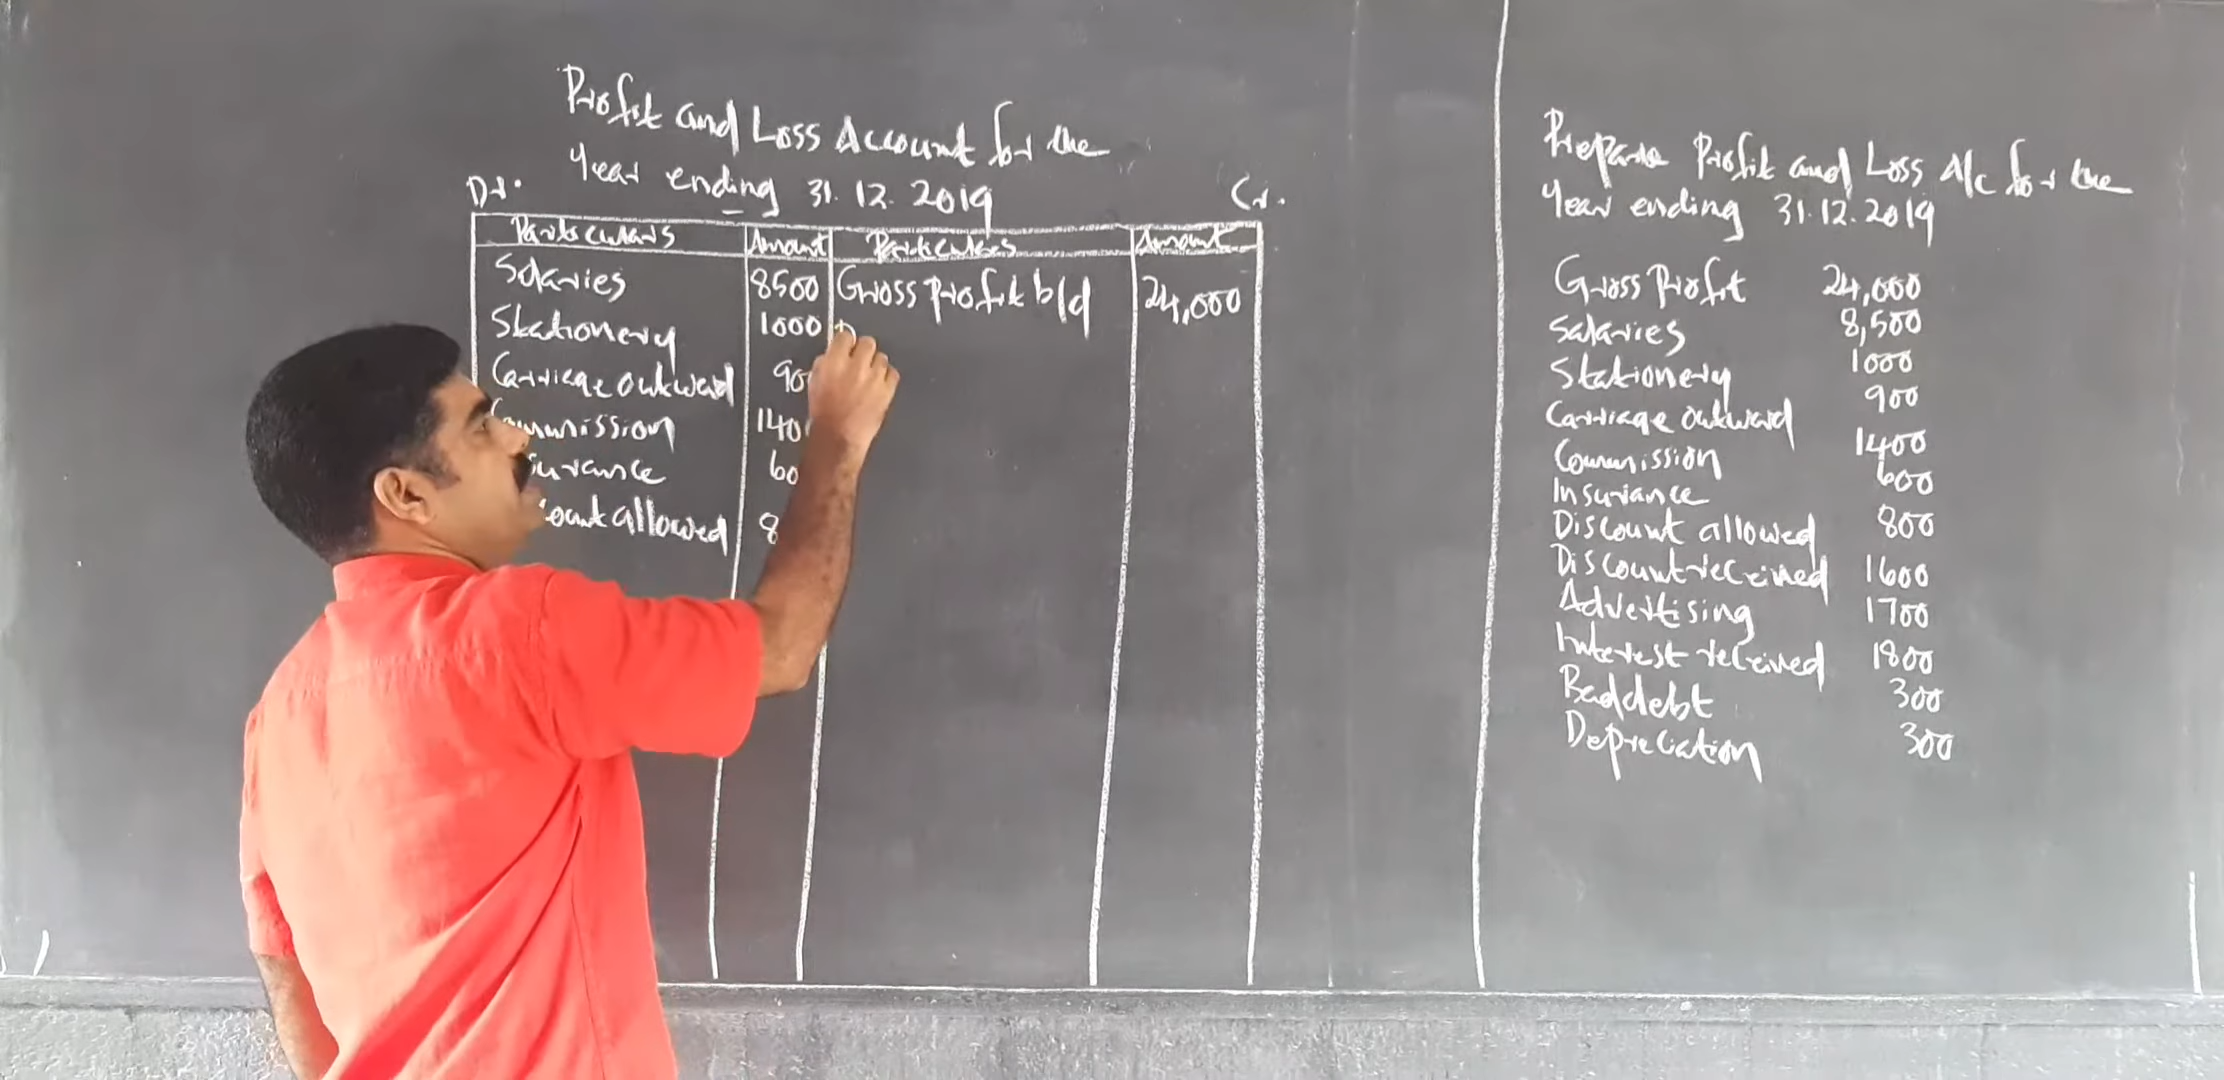 Profit and Loss Account for the
Year ending 31.12.2019
Dr. Cr.
Particulars Amount Particulars Amount
Salaries 8500 Gross Profit b/d 24,000
Stationery 1000
Carriage outward
Commission
allowed
Prepare Profit and Loss A/c for the
Year ending 31.12.2019
Gross Profit 24,000
Salaries 8,500
Stationery 1000
Carriage outward 900
Commission 1400
Insurance 600
Discount allowed 800
Discount received 1600
Advertising 1700
Interest received 1800
Bad debt 300
Depreciation 300